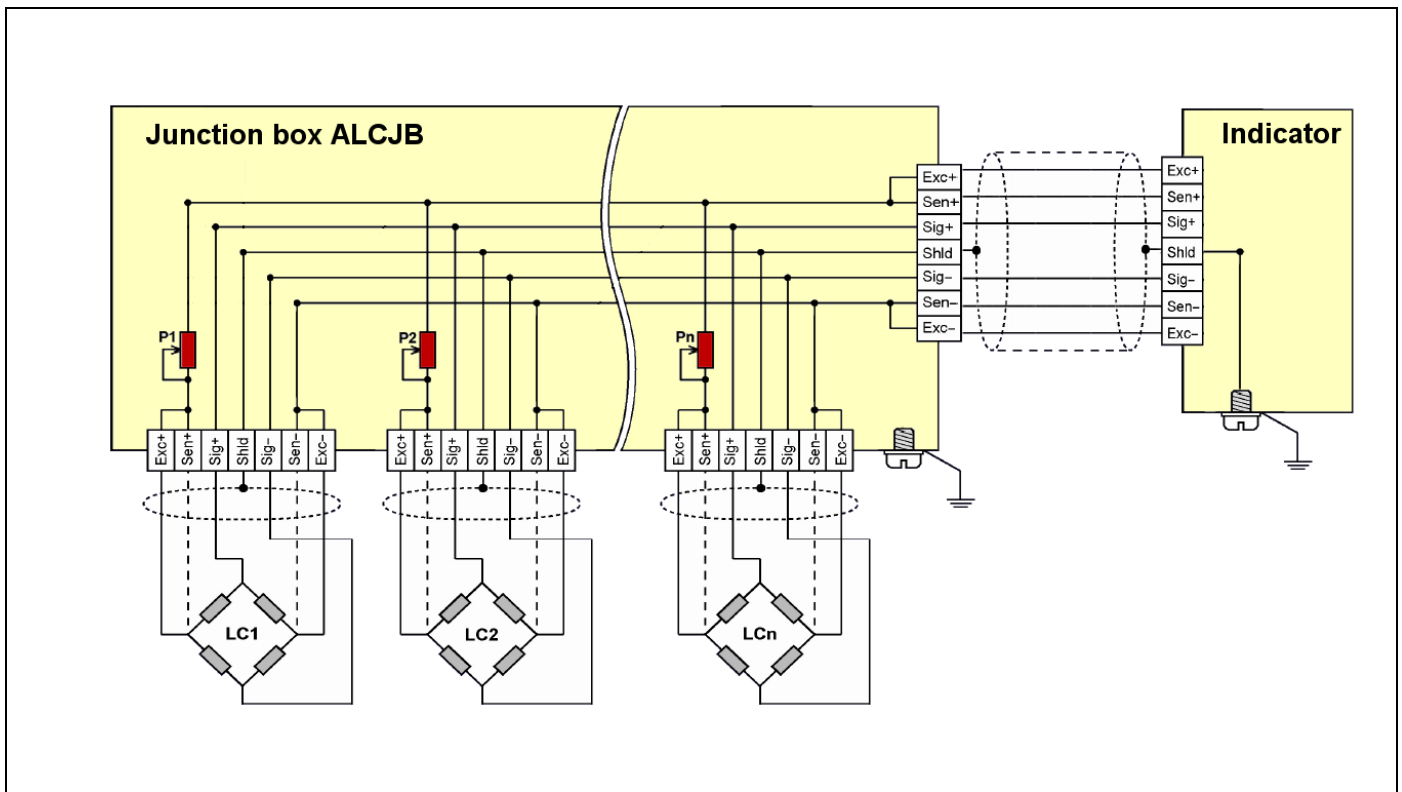 Junction box ALCJB
Indicator
Exc+
Sen+
Sig+
Shld
Sig–
Sen–
Exc–
Exc+
Sen+
Sig+
Shld
Sig–
Sen–
Exc–
P1
P2
Pn
Exc+
Sen+
Sig+
Shld
Sig–
Sen–
Exc–
Exc+
Sen+
Sig+
Shld
Sig–
Sen–
Exc–
Exc+
Sen+
Sig+
Shld
Sig–
Sen–
Exc–
LC1
LC2
LCn